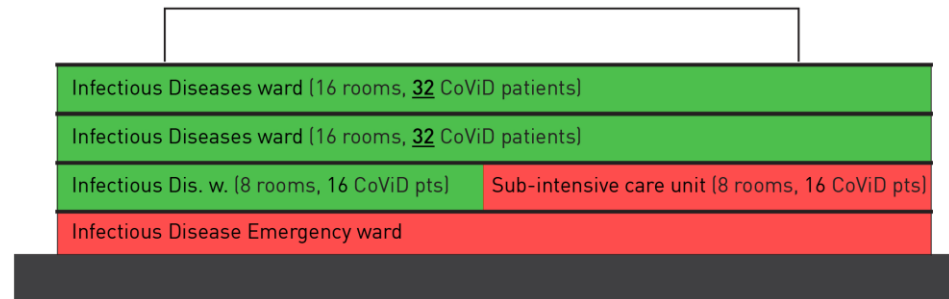 Infectious Diseases ward (16 rooms, 32 CoViD patients)
Infectious Diseases ward (16 rooms, 32 CoViD patients)
Infectious Dis. w. (8 rooms, 16 CoViD pts)
Sub-intensive care unit (8 rooms, 16 CoViD pts)
Infectious Disease Emergency ward